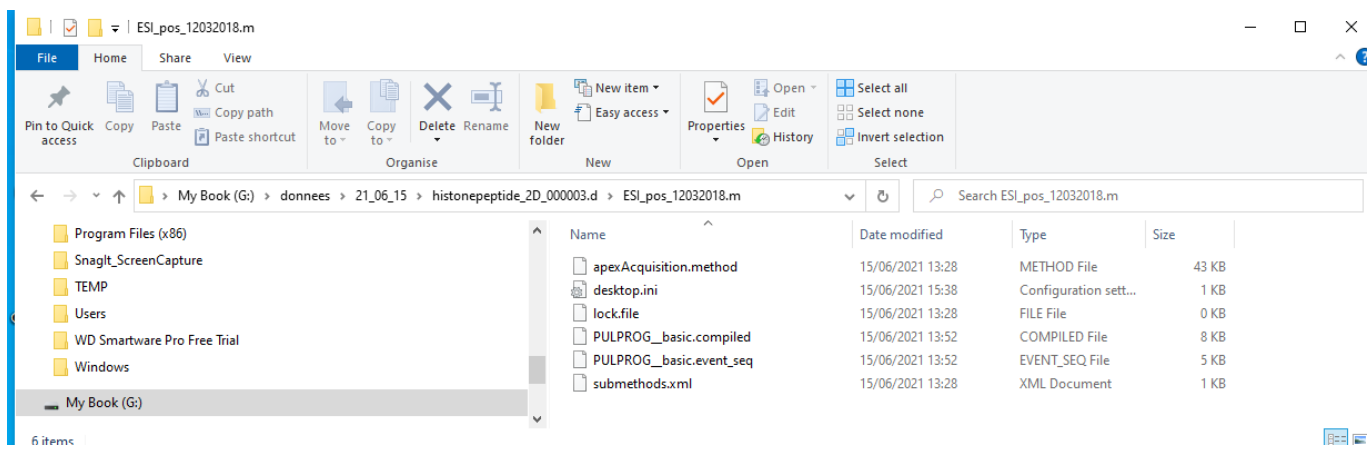 ESI_pos_12032018.m
File Home Share View
Pin to Quick access
Copy
Paste
Cut
Copy path
Paste shortcut
Clipboard
Move to
Copy to
Delete
Rename
Organise
New folder
New item
Easy access
New
Properties
Open
Edit
History
Open
Select all
Select none
Invert selection
Select
My Book (G:) > donnees > 21_06_15 > histonepeptide_2D_000003.d > ESI_pos_12032018.m
Search ESI_pos_12032018.m
Program Files (x86)
SnagIt_ScreenCapture
TEMP
Users
WD Smartware Pro Free Trial
Windows
My Book (G:)
Name Date modified Type Size
apexAcquisition.method 15/06/2021 13:28 METHOD File 43 KB
desktop.ini 15/06/2021 15:38 Configuration sett... 1 KB
lock.file 15/06/2021 13:28 FILE File 0 KB
PULPROG__basic.compiled 15/06/2021 13:52 COMPILED File 8 KB
PULPROG__basic.event_seq 15/06/2021 13:52 EVENT_SEQ File 5 KB
submethods.xml 15/06/2021 13:28 XML Document 1 KB
6 items